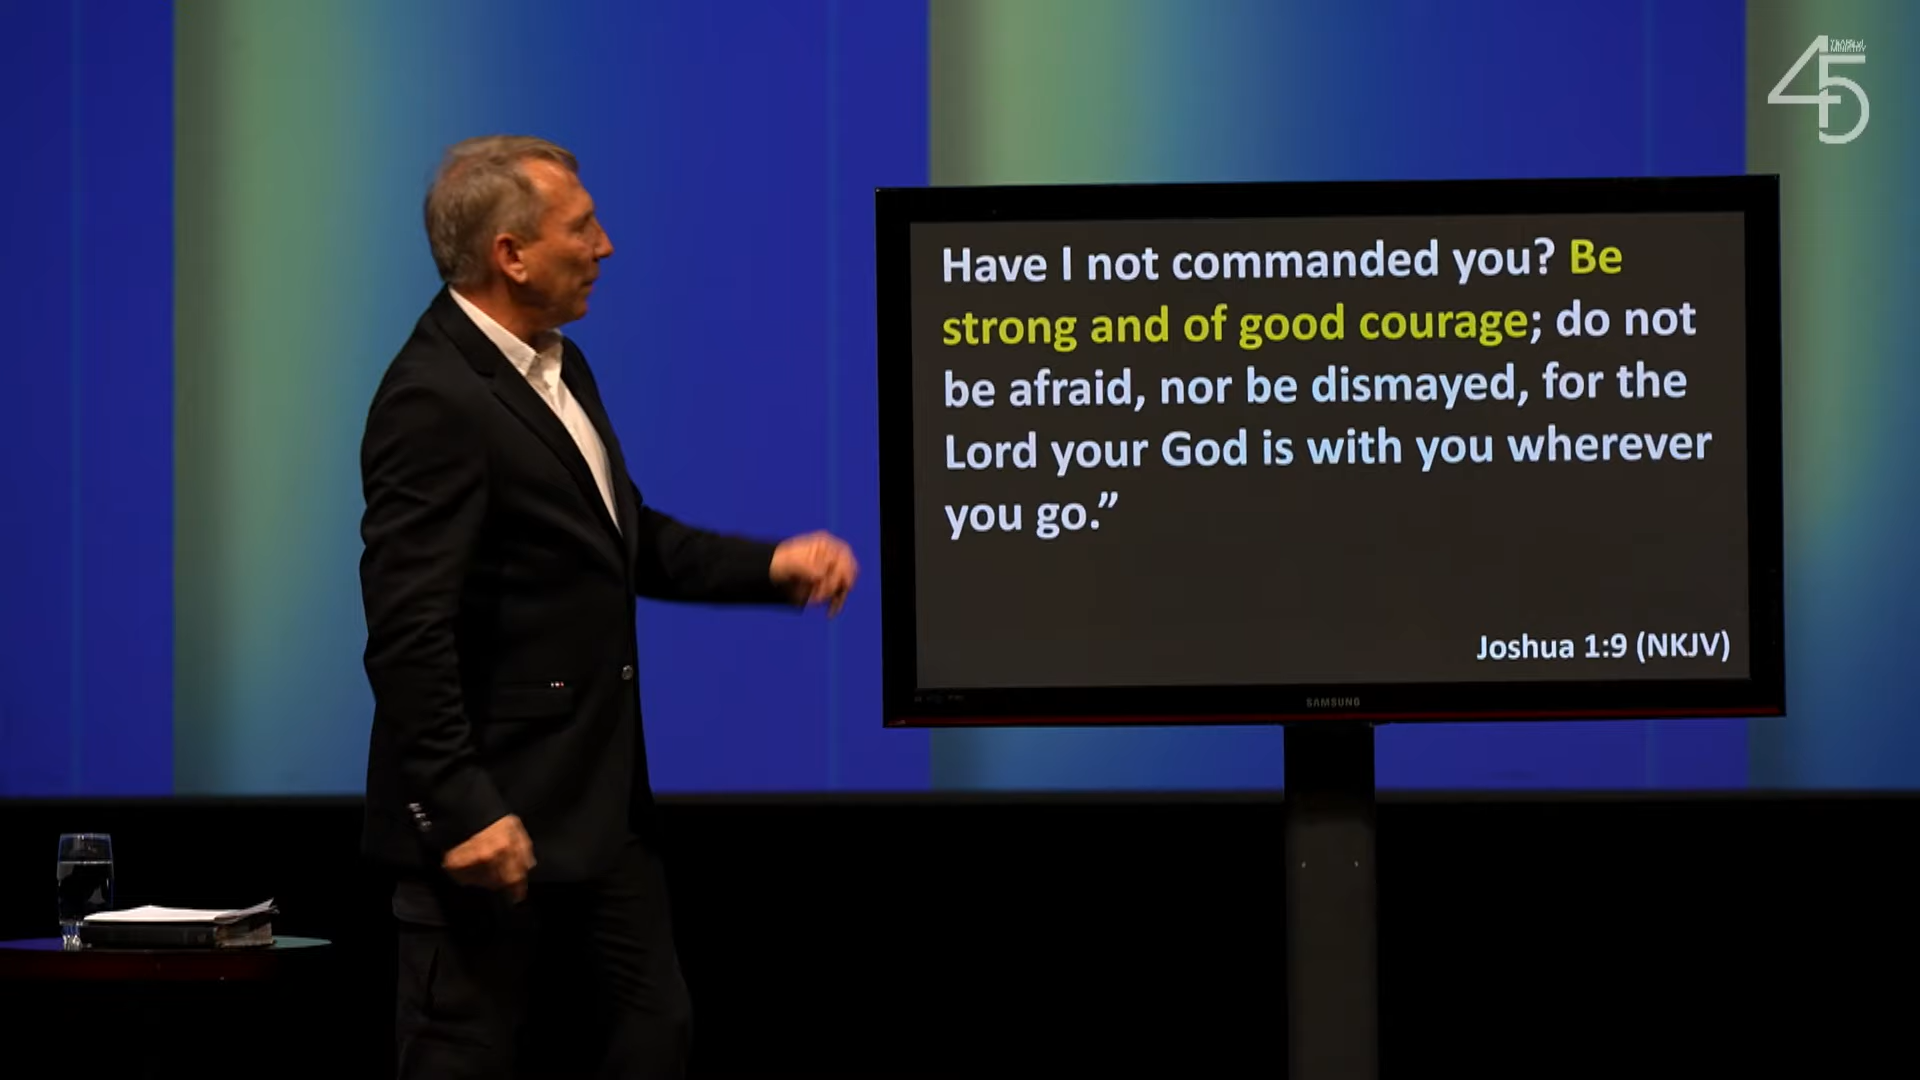 45
Have I not commanded you? Be
strong and of good courage; do not
be afraid, nor be dismayed, for the
Lord your God is with you wherever
you go.”
Joshua 1:9 (NKJV)
SAMSUNG